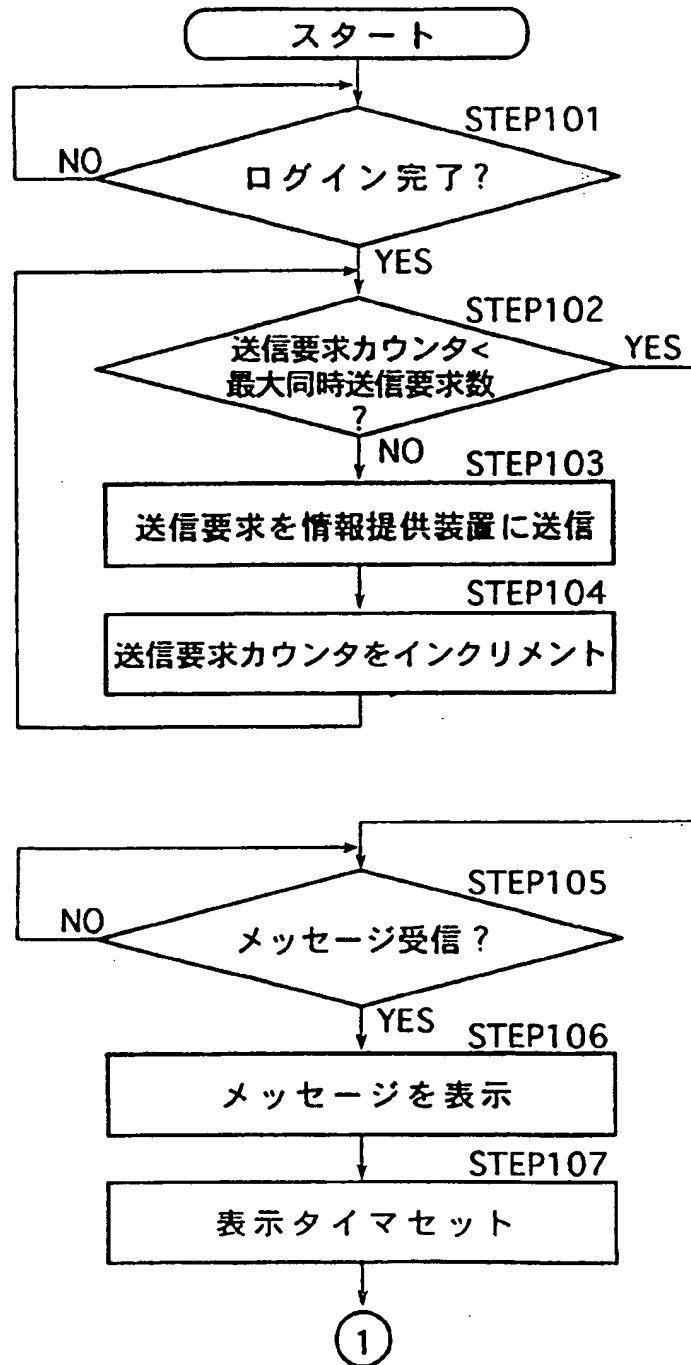 スタート
STEP101
NO
ログイン完了?
YES
STEP102
送信要求カウンタ<
YES
最大同時送信要求数
?
NO
STEP103
送信要求を情報提供装置に送信
STEP104
送信要求カウンタをインクリメント
STEP105
NO
メッセージ受信?
YES
STEP106
メッセージを表示
STEP107
表示タイマセット
1